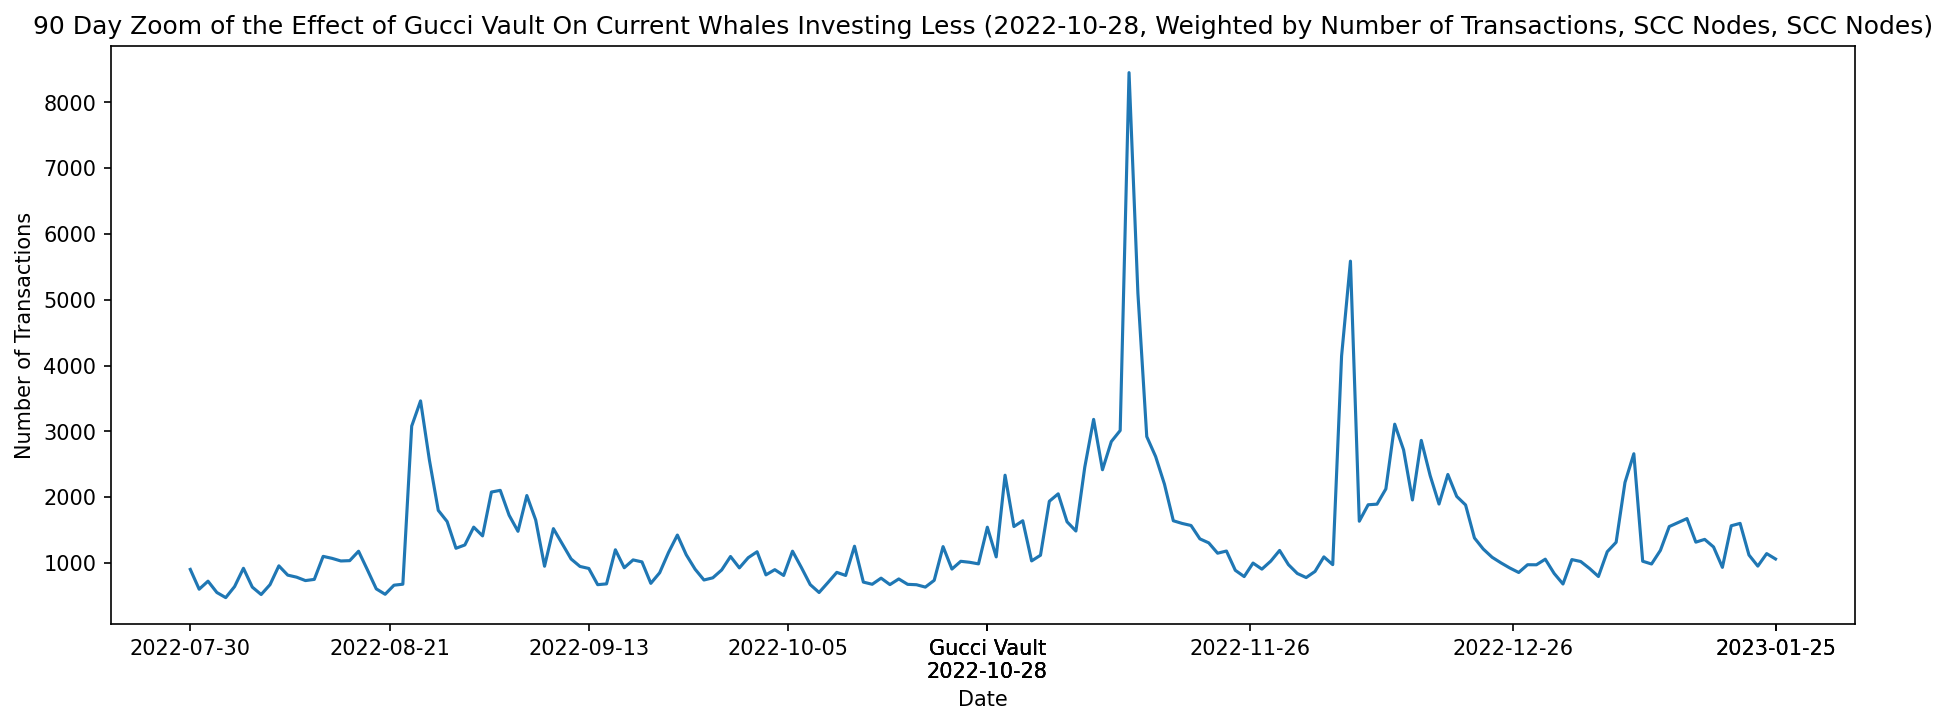 90 Day Zoom of the Effect of Gucci Vault On Current Whales Investing Less (2022-10-28, Weighted by Number of Transactions, SCC Nodes, SCC Nodes)
Number of Transactions
8000
7000
6000
5000
4000
3000
2000
1000
2022-07-30 2022-08-21 2022-09-13 2022-10-05 Gucci Vault 2022-11-26 2022-12-26 2023-01-25
2022-10-28
Date